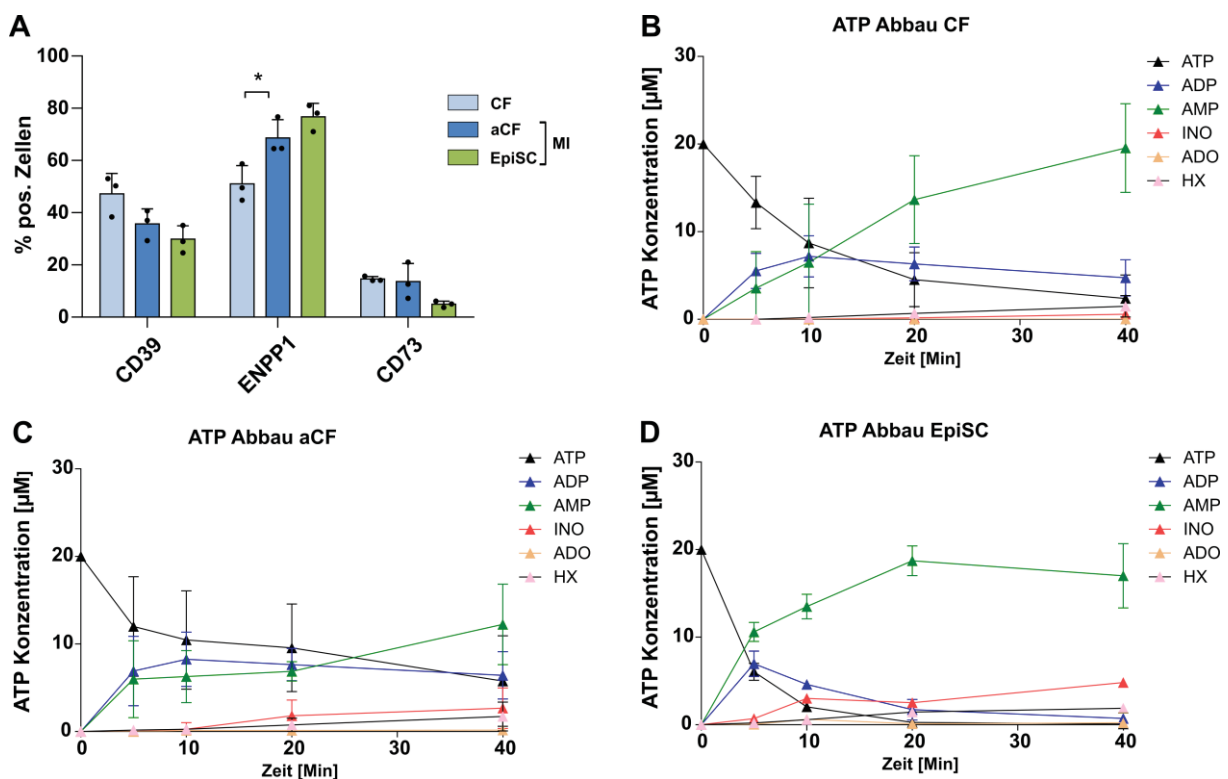 A
% pos. Zellen
100
80
60
40
20
0
*
CF
aCF
EpiSC
MI
CD39
ENPP1
CD73
B
ATP Abbau CF
ATP Konzentration [µM]
30
20
10
0
0
10
20
30
40
Zeit [Min]
ATP
ADP
AMP
INO
ADO
HX
C
ATP Abbau aCF
ATP Konzentration [µM]
30
20
10
0
0
10
20
30
40
Zeit [Min]
ATP
ADP
AMP
INO
ADO
HX
D
ATP Abbau EpiSC
ATP Konzentration [µM]
30
20
10
0
0
10
20
30
40
Zeit [Min]
ATP
ADP
AMP
INO
ADO
HX